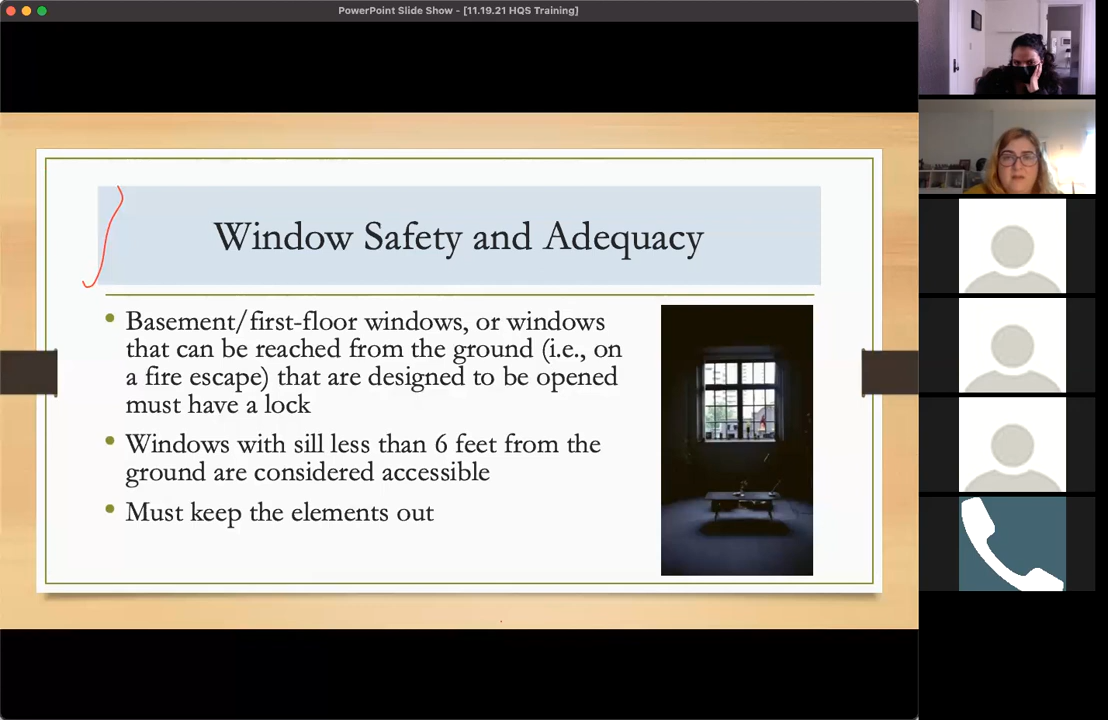 PowerPoint Slide Show - [11.19.21 HQS Training]
Window Safety and Adequacy
Basement/first-floor windows, or windows
that can be reached from the ground (i.e., on
a fire escape) that are designed to be opened
must have a lock
Windows with sill less than 6 feet from the
ground are considered accessible
Must keep the elements out